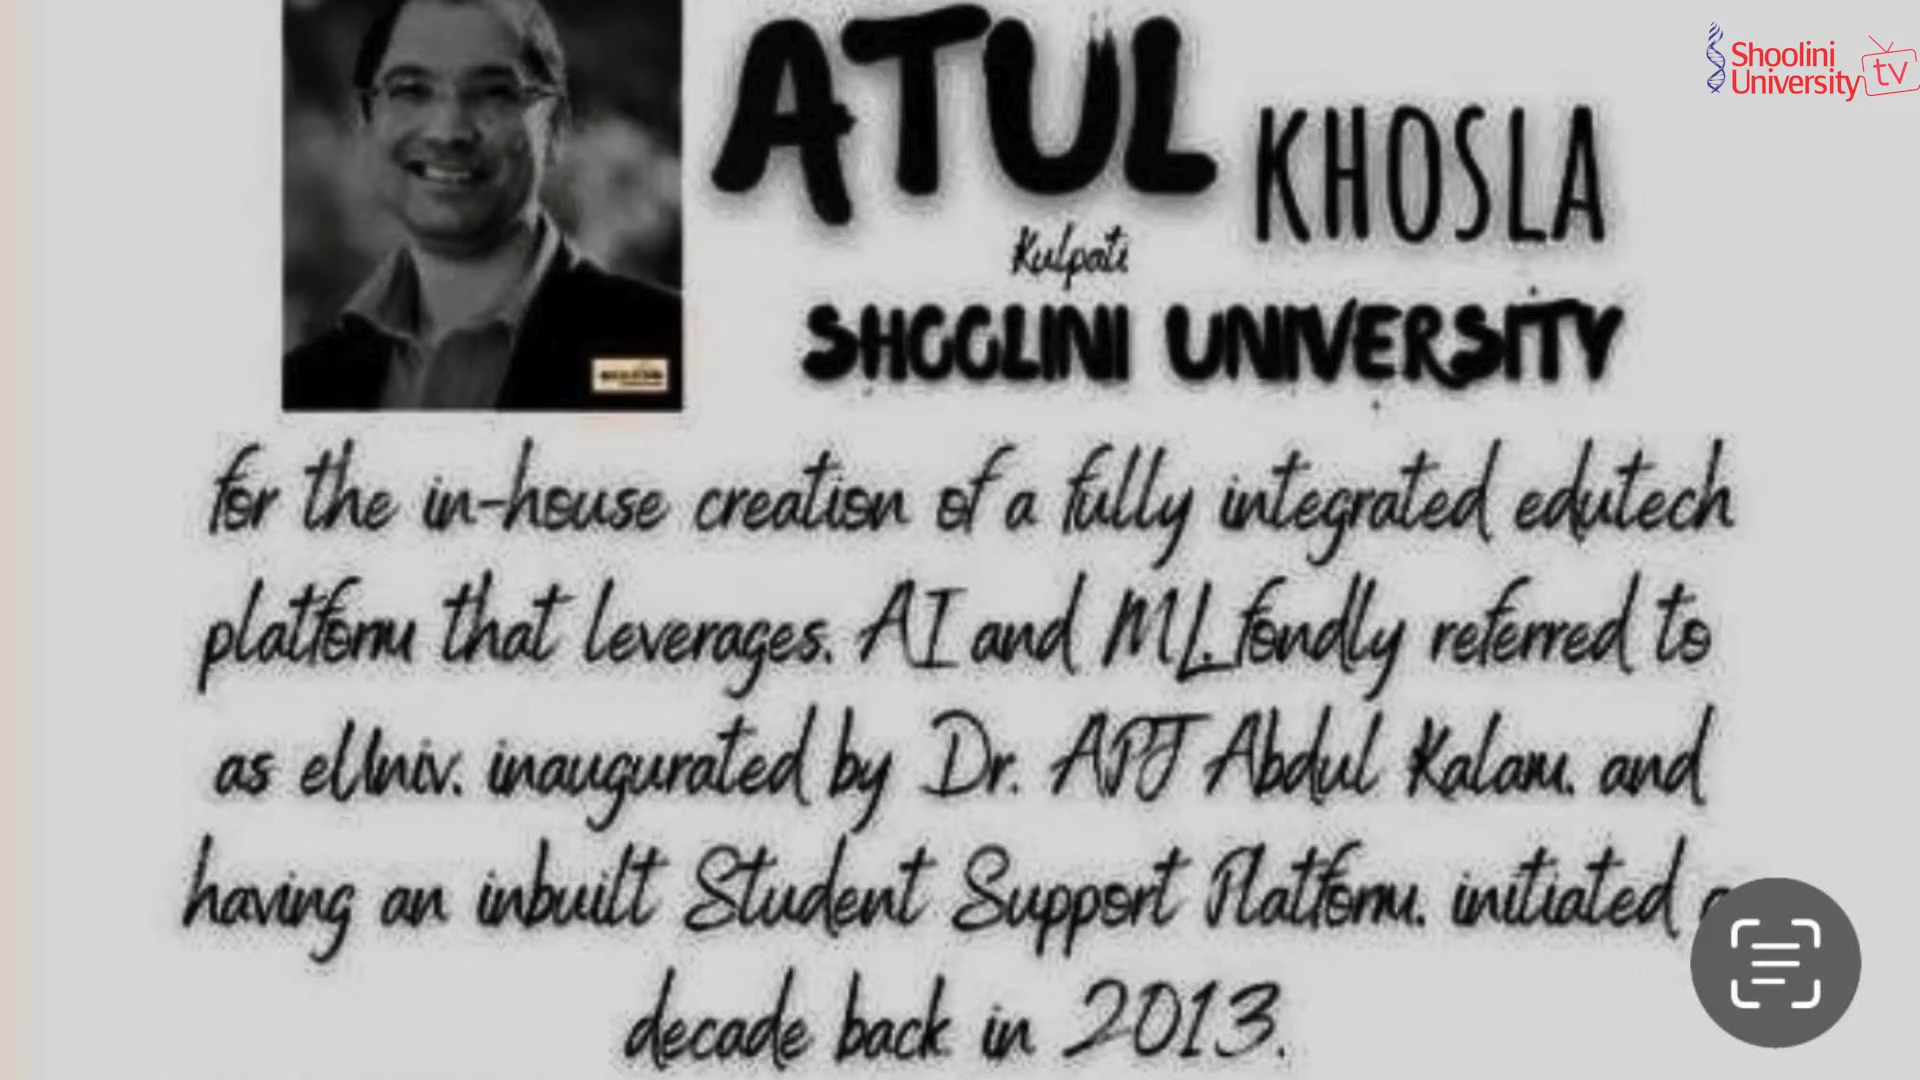 ATUL KHOSLA
Shoolini
University tv
Kulpati
SHOOLINI UNIVERSITY
for the in-house creation of a fully integrated edutech
platform that leverages. AI and ML. fondly referred to
as eUniv. inaugurated by Dr. APJ Abdul Kalam. and
having an inbuilt Student Support Platform. initiated a
decade back in 2013.